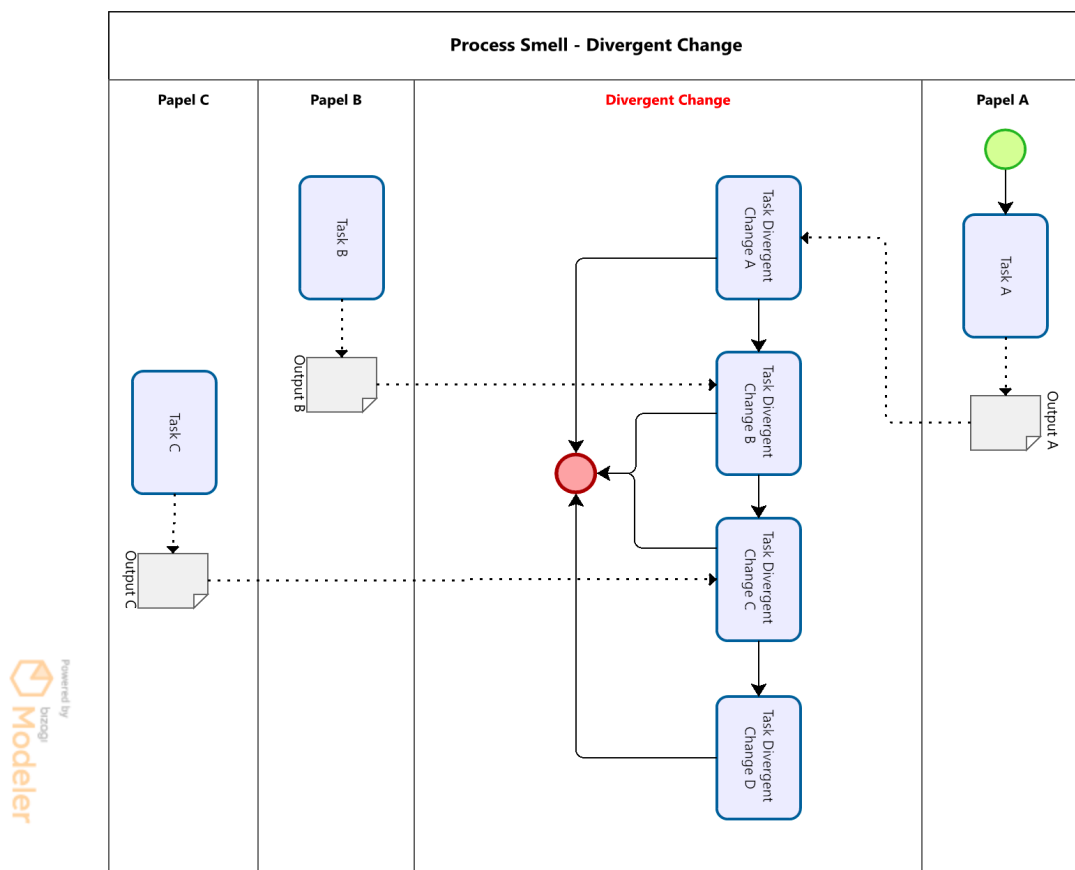 Process Smell - Divergent Change
Papel C
Papel B
Divergent Change
Papel A
Task A
Output A
Task Divergent
Change A
Task Divergent
Change B
Task Divergent
Change C
Task Divergent
Change D
Task B
Output B
Task C
Output C
Powered by
bizagi
Modeler